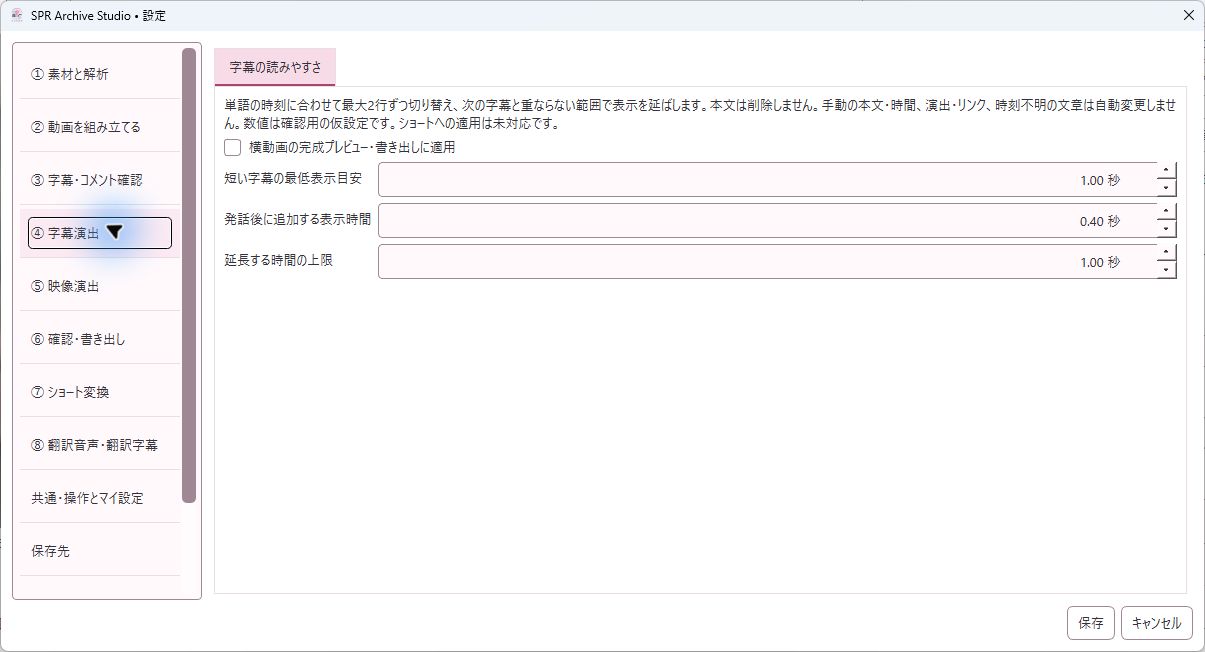 SPR Archive Studio • 設定
① 素材と解析
② 動画を組み立てる
③ 字幕・コメント確認
④ 字幕演出
⑤ 映像演出
⑥ 確認・書き出し
⑦ ショート変換
⑧ 翻訳音声・翻訳字幕
共通・操作とマイ設定
保存先
字幕の読みやすさ
単語の時刻に合わせて最大2行ずつ切り替え、次の字幕と重ならない範囲で表示を延ばします。本文は削除しません。手動の本文・時間、演出・リンク、時刻不明の文章は自動変更しませ
ん。数値は確認用の仮設定です。ショートへの適用は未対応です。
横動画の完成プレビュー・書き出しに適用
短い字幕の最低表示目安 1.00 秒
発話後に追加する表示時間 0.40 秒
延長する時間の上限 1.00 秒
保存 キャンセル